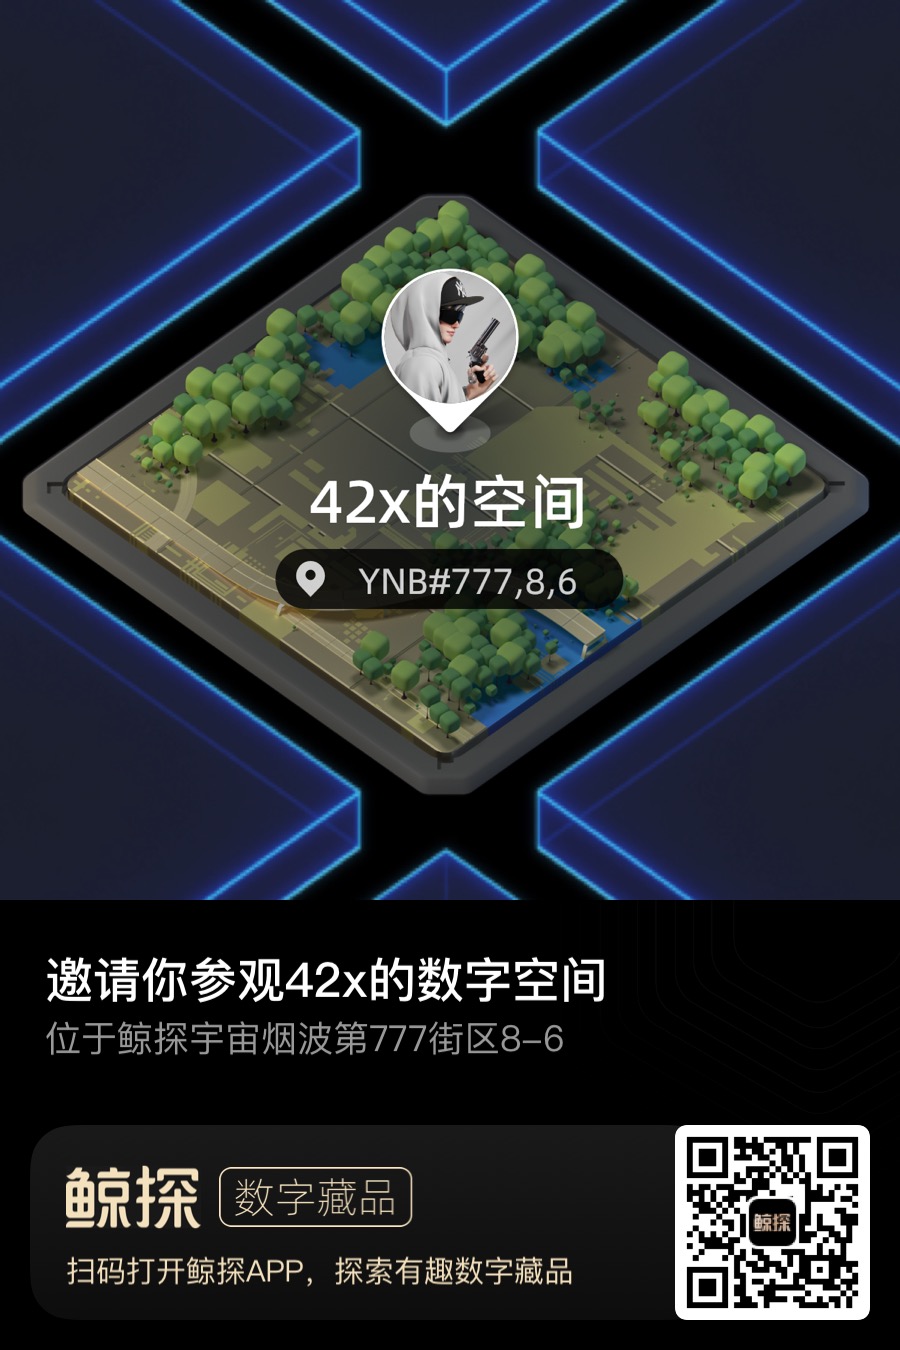 42x的空间
YNB#777,8,6
邀请你参观42x的数字空间
位于鲸探宇宙烟波第777街区8-6
鲸探 数字藏品
鲸探
扫码打开鲸探APP，探索有趣数字藏品